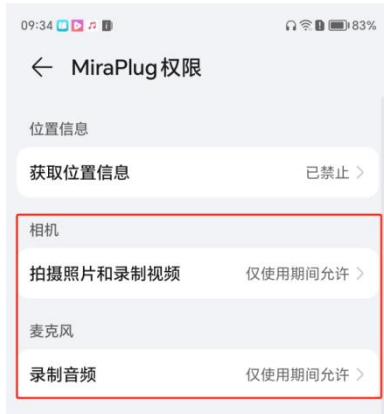 09:34 83%
← MiraPlug权限
位置信息
获取位置信息 已禁止 >
相机
拍摄照片和录制视频 仅使用期间允许 >
麦克风
录制音频 仅使用期间允许 >